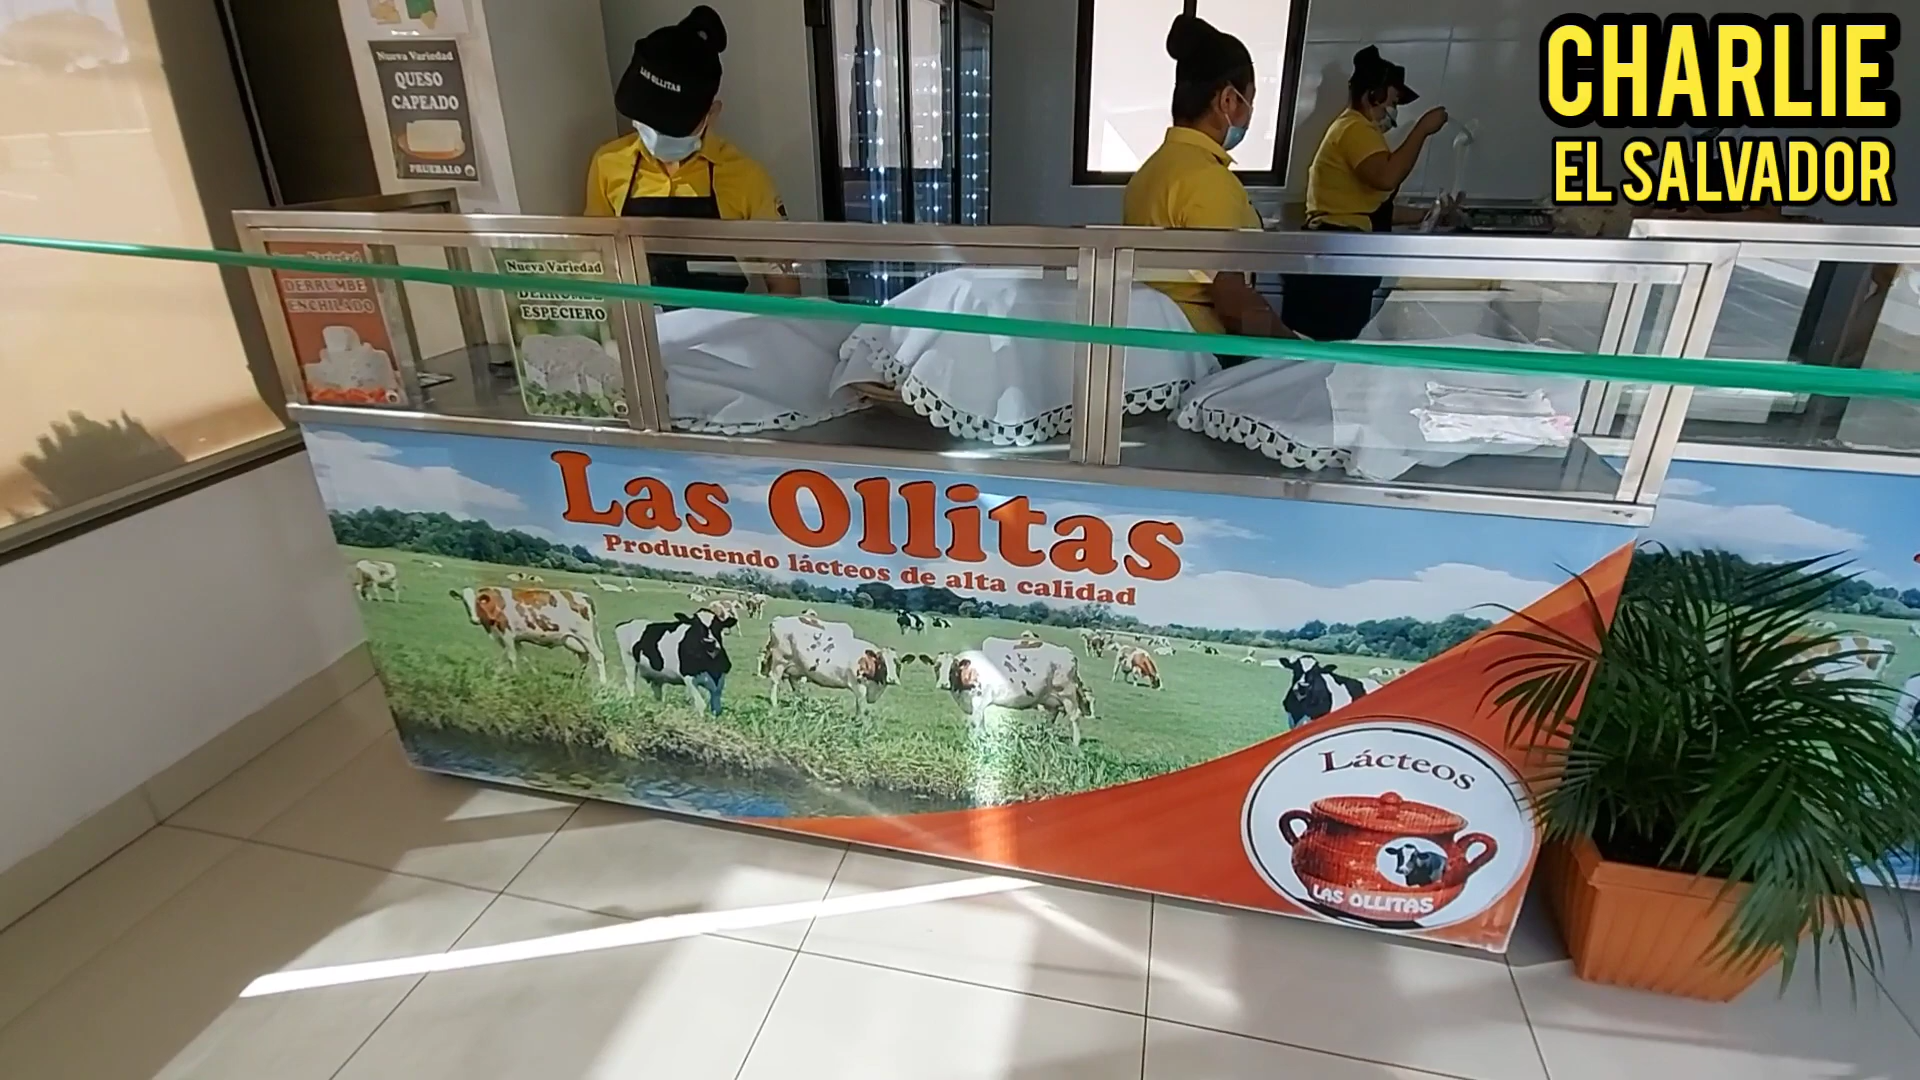 CHARLIE
EL SALVADOR
Nueva Variedad
QUESO
CAPEADO
PRUEBALO
LAS OLLITAS
DERRUMBE
ENCHILADO
Nueva Variedad
DERRUMBE
ESPECIERO
Las Ollitas
Produciendo lácteos de alta calidad
Lácteos
LAS OLLITAS